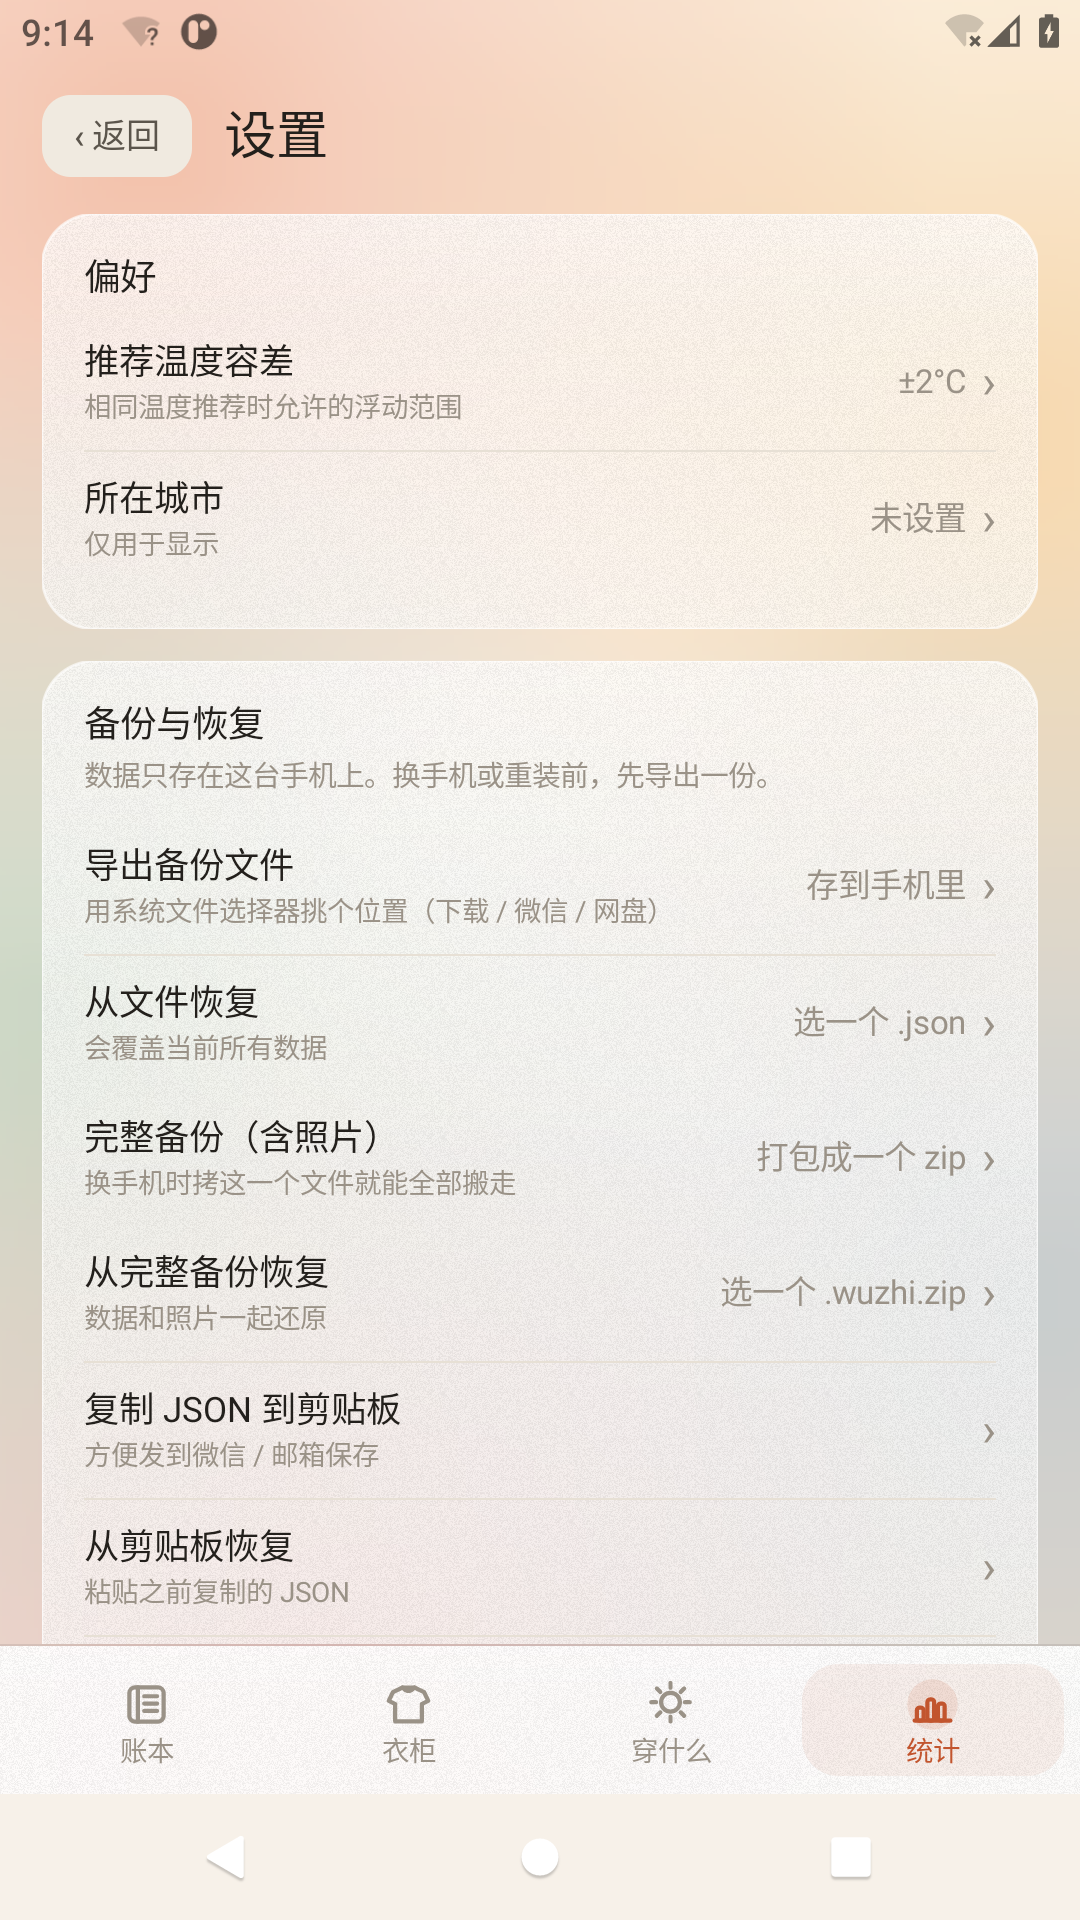 9:14
‹ 返回
设置
偏好
推荐温度容差
相同温度推荐时允许的浮动范围
±2°C ›
所在城市
仅用于显示
未设置 ›
备份与恢复
数据只存在这台手机上。换手机或重装前，先导出一份。
导出备份文件
用系统文件选择器挑个位置（下载 / 微信 / 网盘）
存到手机里 ›
从文件恢复
会覆盖当前所有数据
选一个 .json ›
完整备份（含照片）
换手机时拷这一个文件就能全部搬走
打包成一个 zip ›
从完整备份恢复
数据和照片一起还原
选一个 .wuzhi.zip ›
复制 JSON 到剪贴板
方便发到微信 / 邮箱保存
›
从剪贴板恢复
粘贴之前复制的 JSON
›
账本
衣柜
穿什么
统计